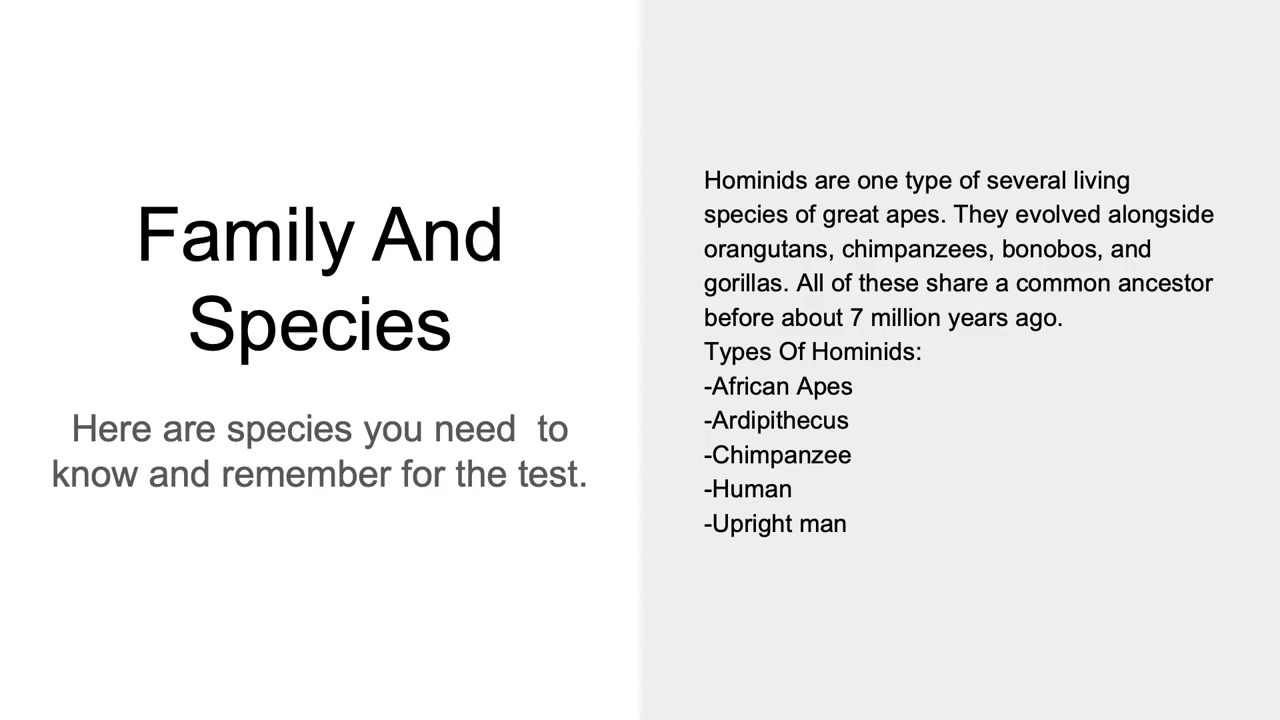 Family And
Species
Here are species you need  to
know and remember for the test.
Hominids are one type of several living
species of great apes. They evolved alongside
orangutans, chimpanzees, bonobos, and
gorillas. All of these share a common ancestor
before about 7 million years ago.
Types Of Hominids:
-African Apes
-Ardipithecus
-Chimpanzee
-Human
-Upright man